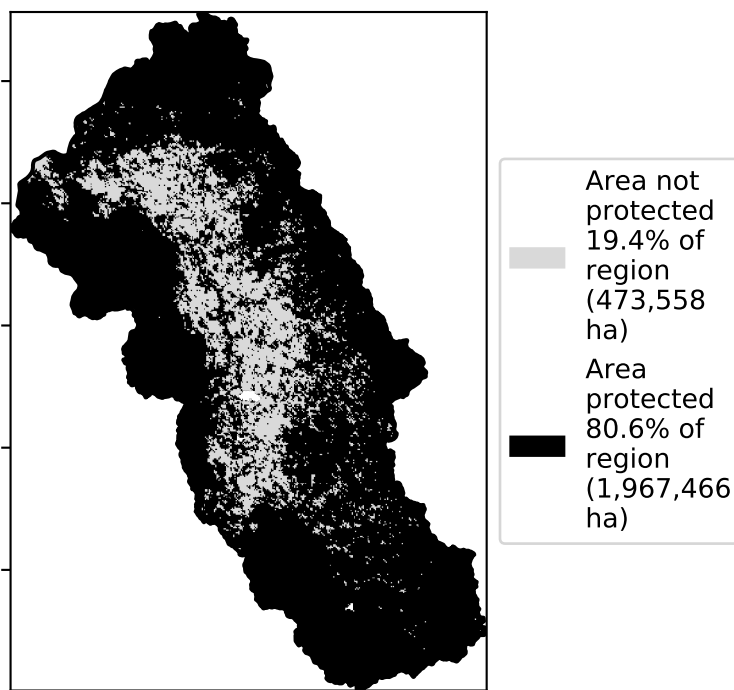 Area not
protected
19.4% of
region
(473,558
ha)
Area
protected
80.6% of
region
(1,967,466
ha)